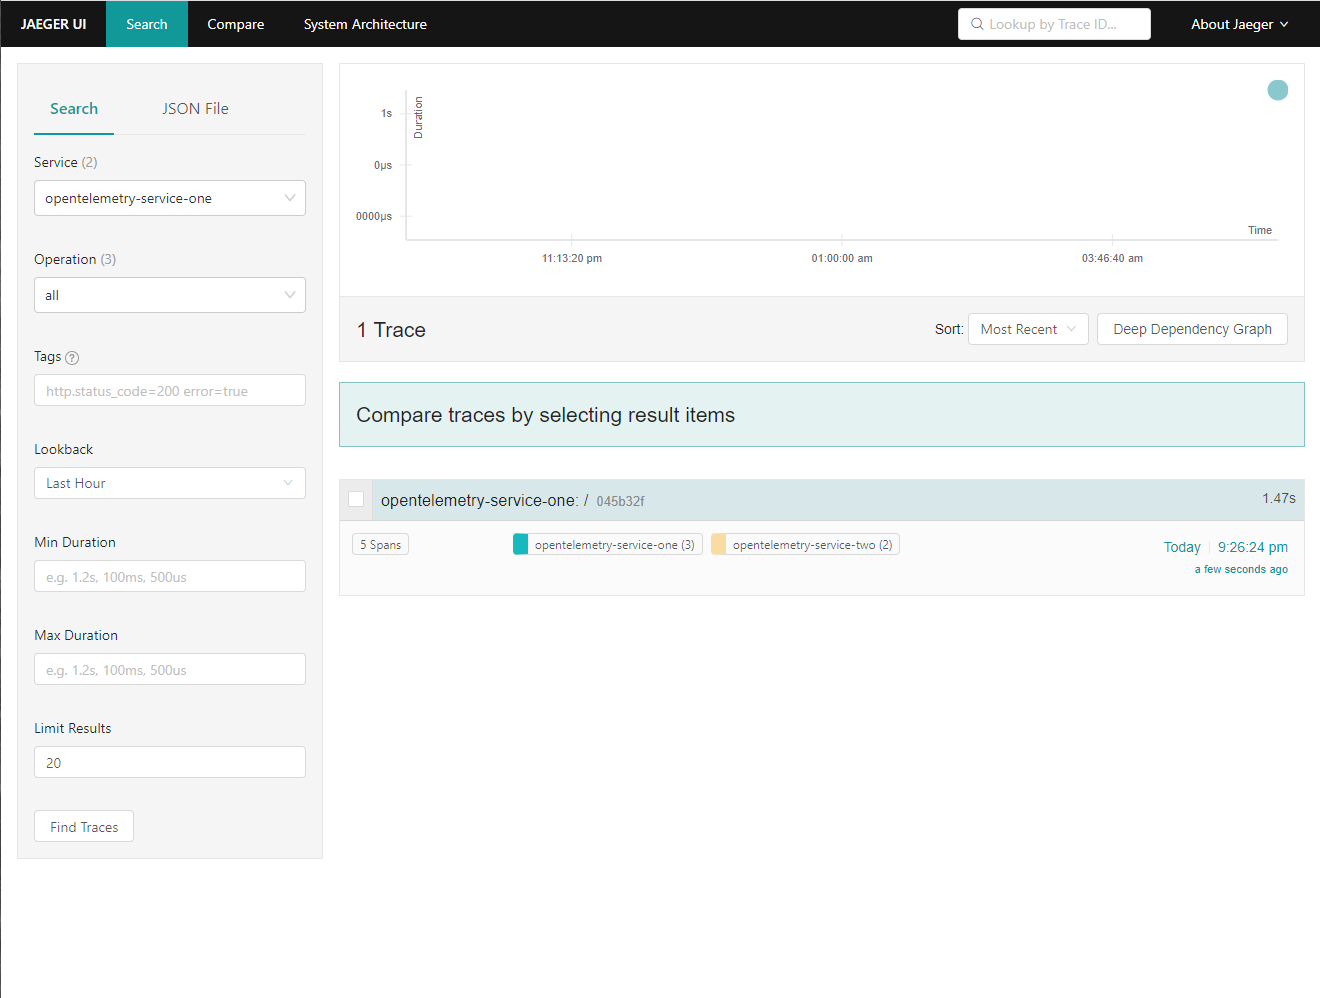 JAEGER UI
Search
Compare
System Architecture
Lookup by Trace ID...
About Jaeger
Search
JSON File
Service (2)
opentelemetry-service-one
Operation (3)
all
Tags ?
http.status_code=200 error=true
Lookback
Last Hour
Min Duration
e.g. 1.2s, 100ms, 500us
Max Duration
e.g. 1.2s, 100ms, 500us
Limit Results
20
Find Traces
Duration
1s
0µs
0000µs
Time
11:13:20 pm
01:00:00 am
03:46:40 am
1 Trace
Sort: Most Recent
Deep Dependency Graph
Compare traces by selecting result items
opentelemetry-service-one: / 045b32f
1.47s
5 Spans
opentelemetry-service-one (3)
opentelemetry-service-two (2)
Today | 9:26:24 pm
a few seconds ago